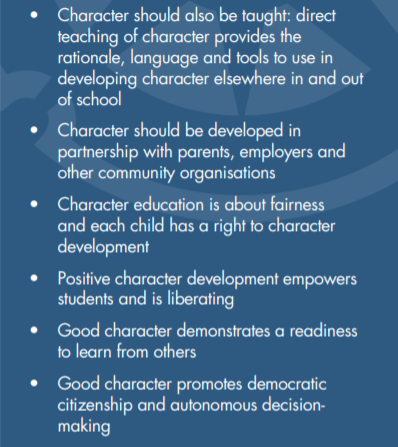 • Character should also be taught: direct
teaching of character provides the
rationale, language and tools to use in
developing character elsewhere in and out
of school
• Character should be developed in
partnership with parents, employers and
other community organisations
• Character education is about fairness
and each child has a right to character
development
• Positive character development empowers
students and is liberating
• Good character demonstrates a readiness
to learn from others
• Good character promotes democratic
citizenship and autonomous decision-
making